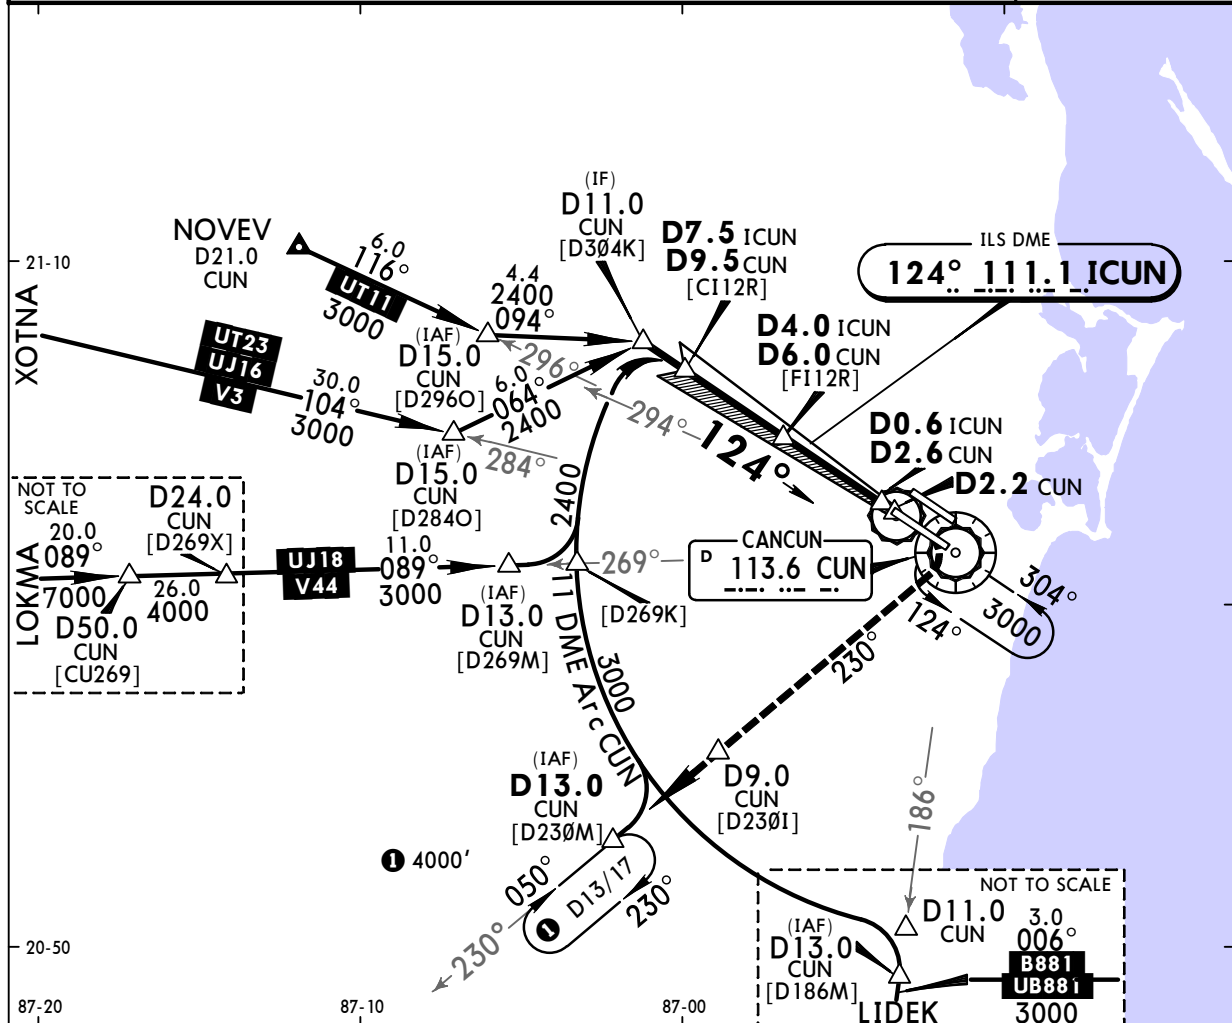 (IF)
D11.0
CUN
[D3Ø4K]
NOVEV
D21.0
CUN
6.0
116°
UT11
3000
D7.5 ICUN
D9.5 CUN
[CI12R]
ILS DME
124° 111.1 ICUN
21-10
XOTNA
UT23
UJ16
V3
30.0
104°
3000
4.4
2400
094°
(IAF)
D15.0
CUN
[D296O]
296°
6.0
064°
2400
294°
124°
D4.0 ICUN
D6.0 CUN
[FI12R]
D0.6 ICUN
D2.6 CUN
D2.2 CUN
(IAF)
D15.0
CUN
[D284O]
284°
2400
NOT TO
SCALE
LOKMA
20.0
089°
7000
D24.0
CUN
[D269X]
26.0
4000
D50.0
CUN
[CU269]
UJ18
V44
11.0
089°
3000
(IAF)
D13.0
CUN
[D269M]
269°
[D269K]
CANCUN
D 113.6 CUN
304°
3000
124°
230°
11 DME Arc CUN
3000
(IAF)
D13.0
CUN
[D23ØM]
D9.0
CUN
[D23ØI]
186°
1 4000'
050°
1 D13/17
230°
230°
NOT TO SCALE
D11.0
CUN
3.0
006°
B881
UB881
3000
(IAF)
D13.0
CUN
[D186M]
LIDEK
20-50
87-20
87-10
87-00